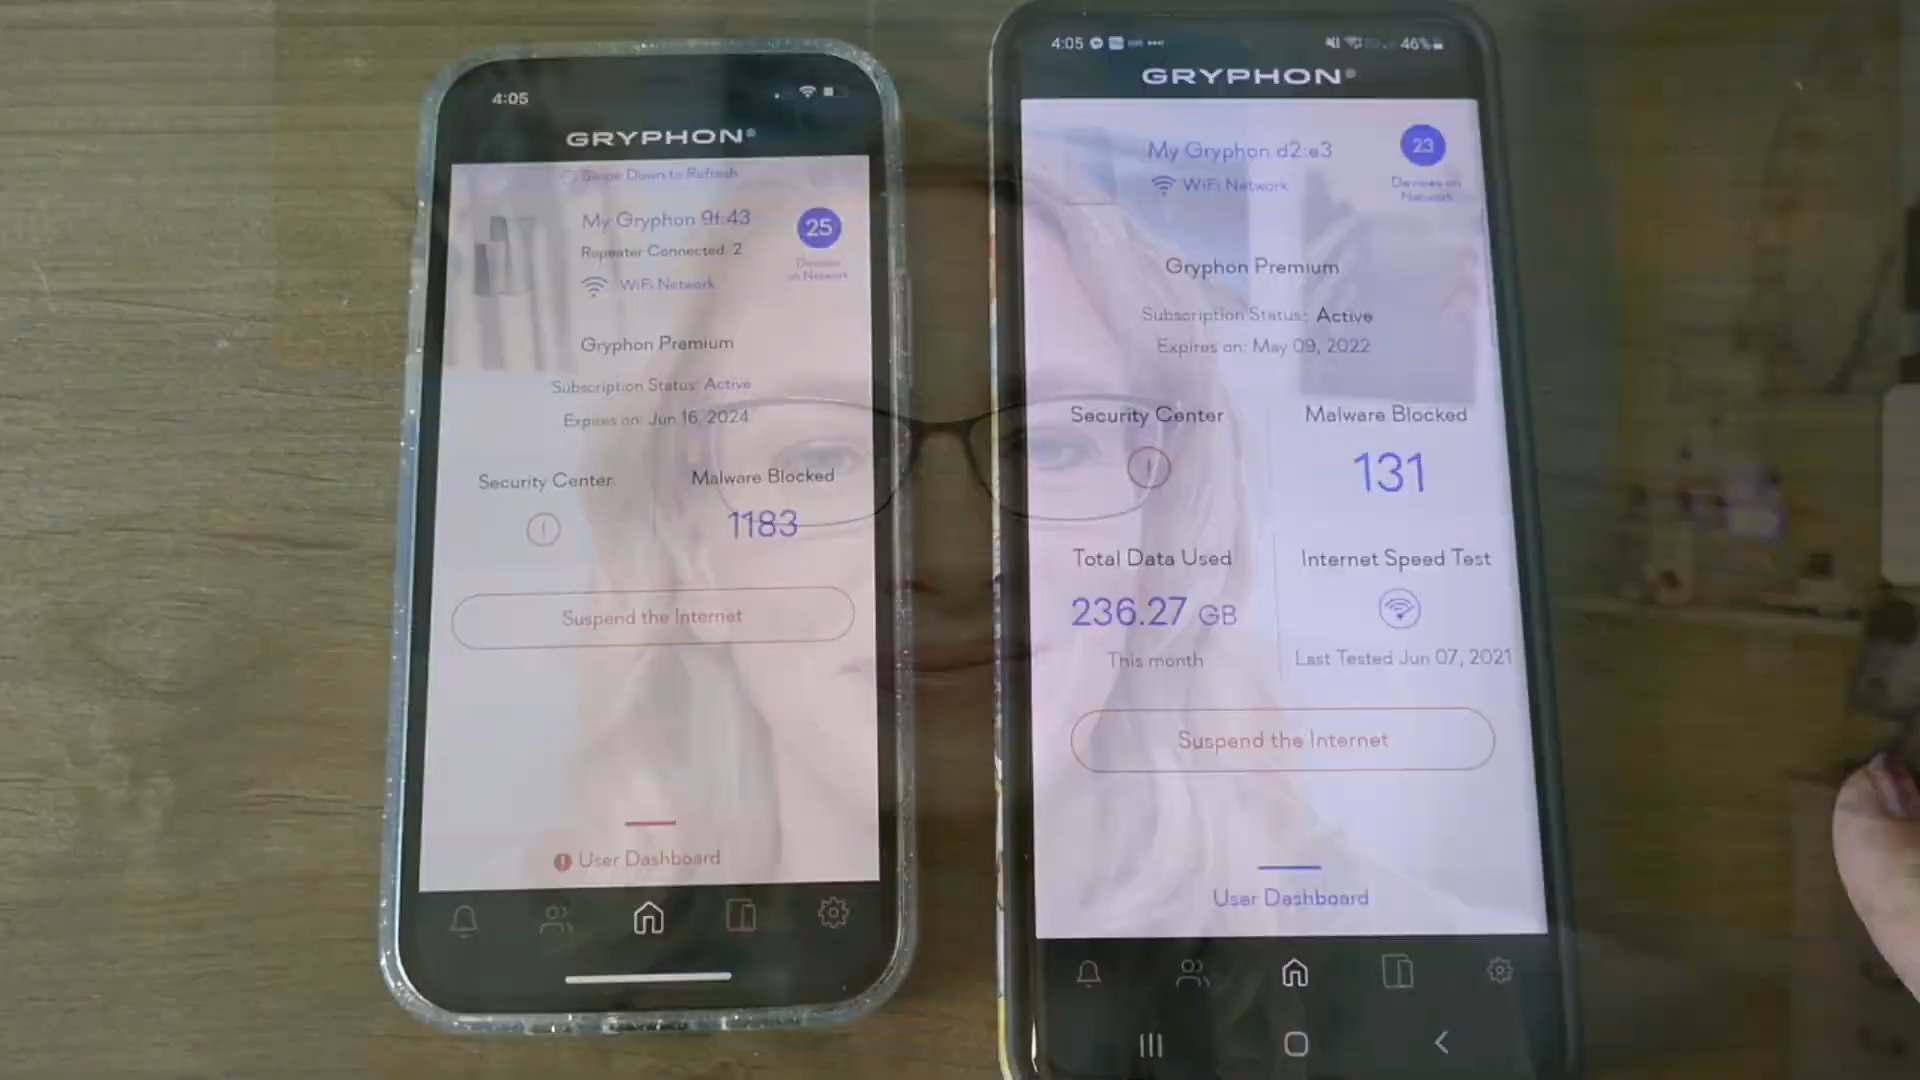 4:05
GRYPHON®
Swipe Down to Refresh
My Gryphon 9f:43
25
Repeater Connected: 2
Devices
on Network
WiFi Network
Gryphon Premium
Subscription Status: Active
Expires on: Jun 16, 2024
Security Center
Malware Blocked
1183
Suspend the Internet
User Dashboard
4:05
46%
GRYPHON®
My Gryphon d2:e3
23
WiFi Network
Devices on
Network
Gryphon Premium
Subscription Status: Active
Expires on: May 09, 2022
Security Center
Malware Blocked
131
Total Data Used
Internet Speed Test
236.27 GB
This month
Last Tested Jun 07, 2021
Suspend the Internet
User Dashboard